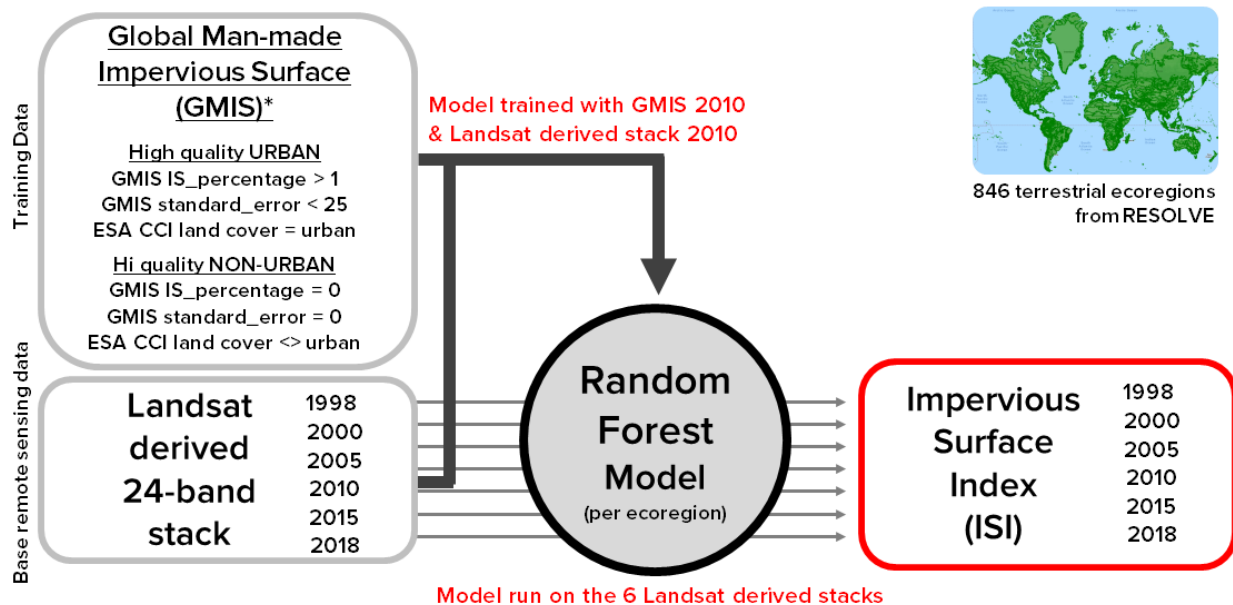 Training Data
Global Man-made
Impervious Surface
(GMIS)*
High quality URBAN
GMIS IS_percentage > 1
GMIS standard_error < 25
ESA CCI land cover = urban
Hi quality NON-URBAN
GMIS IS_percentage = 0
GMIS standard_error = 0
ESA CCI land cover <> urban
Model trained with GMIS 2010
& Landsat derived stack 2010
846 terrestrial ecoregions
from RESOLVE
Base remote sensing data
Landsat
derived
24-band
stack
1998
2000
2005
2010
2015
2018
Random
Forest
Model
(per ecoregion)
Impervious
Surface
Index
(ISI)
1998
2000
2005
2010
2015
2018
Model run on the 6 Landsat derived stacks